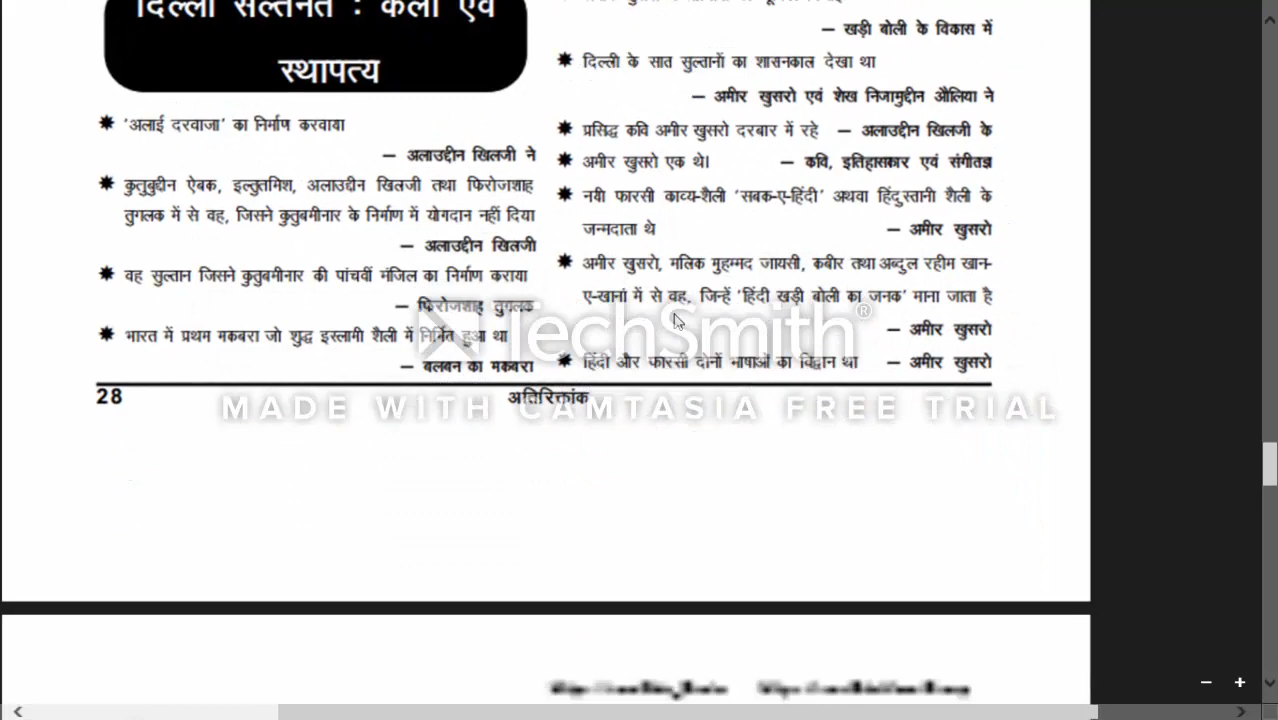 दिल्ली सल्तनत : कला एवं
स्थापत्य
✷ ‘अलाई दरवाजा’ का निर्माण करवाया
– अलाउद्दीन खिलजी ने
✷ कुतुबुद्दीन ऐबक, इल्तुतमिश, अलाउद्दीन खिलजी तथा फिरोजशाह
तुगलक में से वह, जिसने कुतुबमीनार के निर्माण में योगदान नहीं दिया
– अलाउद्दीन खिलजी
✷ वह सुल्तान जिसने कुतुबमीनार की पांचवीं मंजिल का निर्माण कराया
– फिरोजशाह तुगलक
✷ भारत में प्रथम मकबरा जो शुद्ध इस्लामी शैली में निर्मित हुआ था
– बलबन का मकबरा
– खड़ी बोली के विकास में
✷ दिल्ली के सात सुल्तानों का शासनकाल देखा था
– अमीर खुसरो एवं शेख निजामुद्दीन औलिया ने
✷ प्रसिद्ध कवि अमीर खुसरो दरबार में रहे – अलाउद्दीन खिलजी के
✷ अमीर खुसरो एक थे। – कवि, इतिहासकार एवं संगीतज्ञ
✷ नयी फारसी काव्य-शैली ‘सबक-ए-हिंदी’ अथवा हिंदुस्तानी शैली के
जन्मदाता थे – अमीर खुसरो
✷ अमीर खुसरो, मलिक मुहम्मद जायसी, कबीर तथा अब्दुल रहीम खान-
ए-खानां में से वह, जिन्हें ‘हिंदी खड़ी बोली का जनक’ माना जाता है
– अमीर खुसरो
✷ हिंदी और फारसी दोनों भाषाओं का विद्वान था – अमीर खुसरो
28 अतिरिक्तांक
TechSmith®
MADE WITH CAMTASIA FREE TRIAL